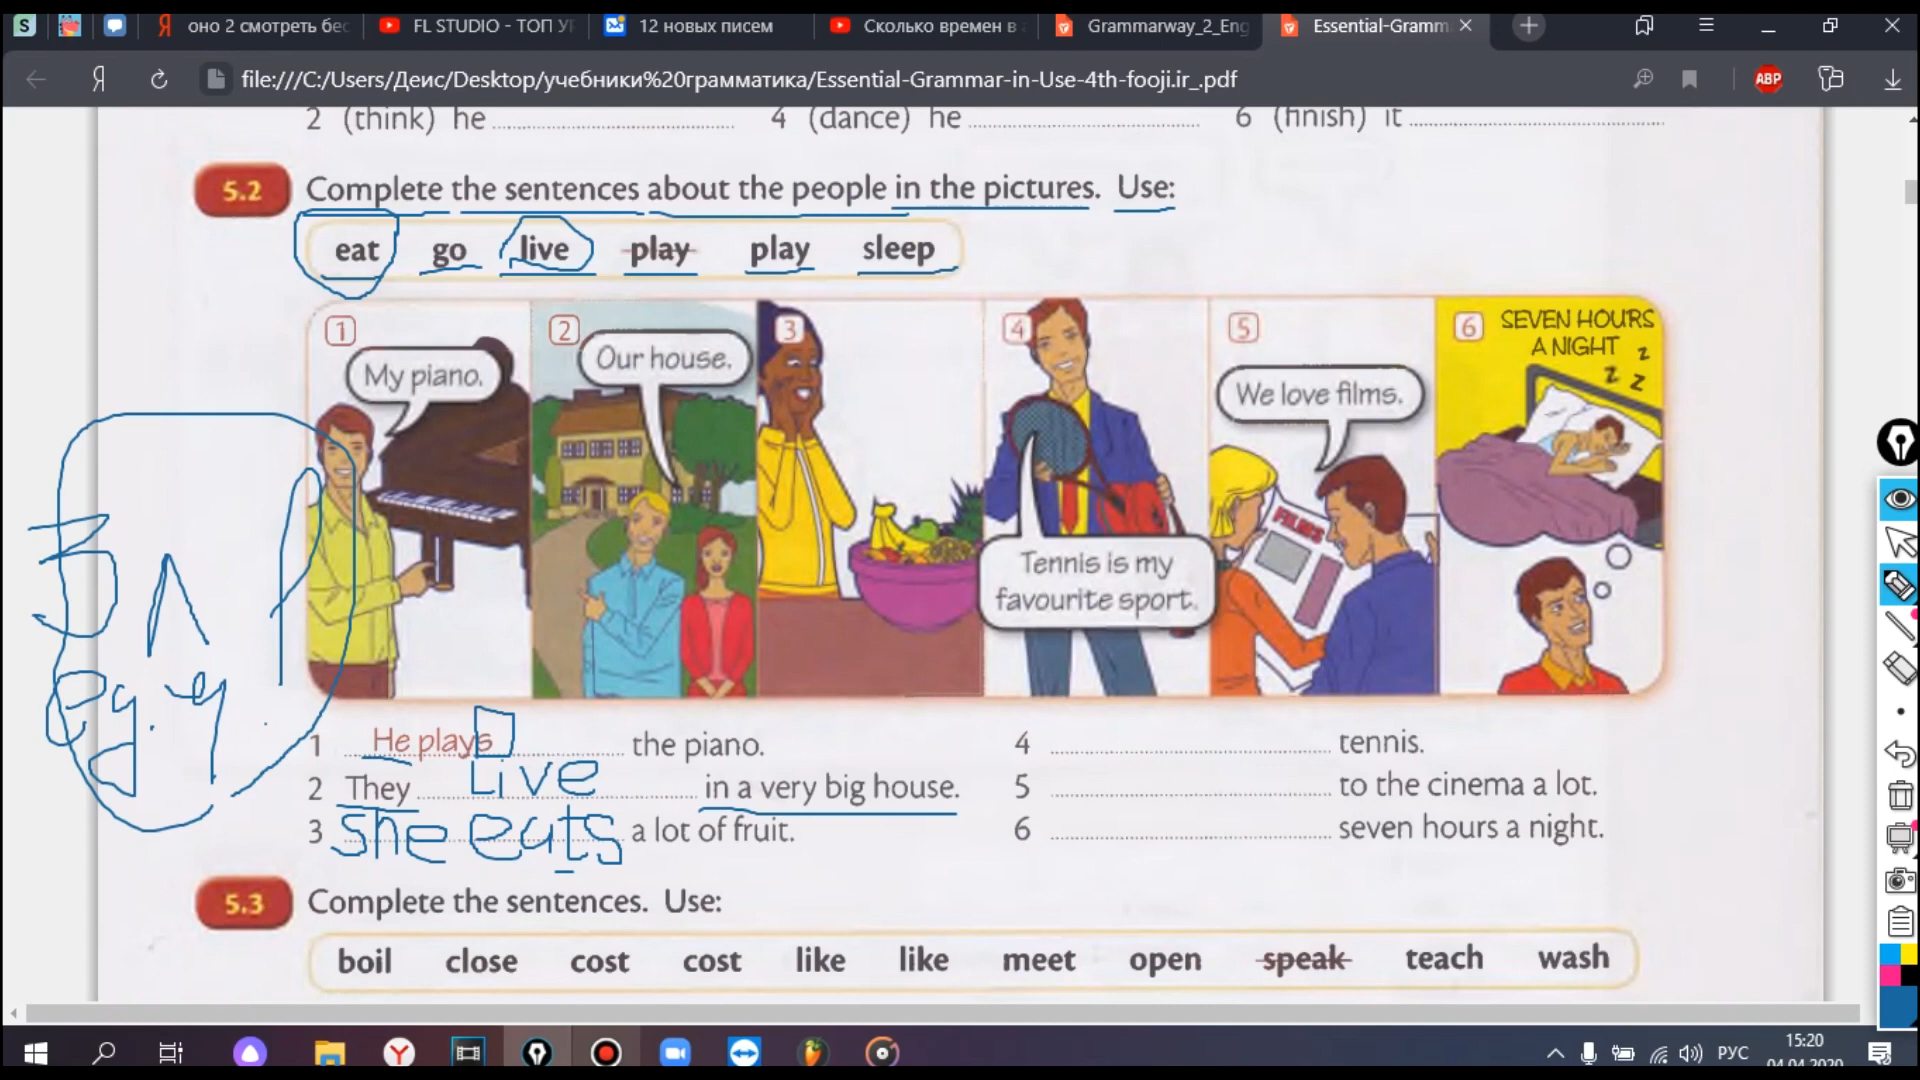 S
Я оно 2 смотреть бес
FL STUDIO - ТОП У
12 новых писем
Сколько времен в а
Grammarway_2_Eng
Essential-Gramm
Я file:///C:/Users/Деис/Desktop/учебники%20грамматика/Essential-Grammar-in-Use-4th-fooji.ir_.pdf
ABP
2 (think) he
4 (dance) he
6 (finish) it
5.2 Complete the sentences about the people in the pictures. Use:
eat go live play play sleep
1
My piano.
2
Our house.
3
4
Tennis is my
favourite sport.
5
We love films.
FILMS
6
SEVEN HOURS
A NIGHT
z
z z
1 He plays the piano.
2 They Live in a very big house.
3 She eats a lot of fruit.
4 tennis.
5 to the cinema a lot.
6 seven hours a night.
5.3 Complete the sentences. Use:
boil close cost cost like like meet open speak teach wash
РУС
15:20
04.04.2020